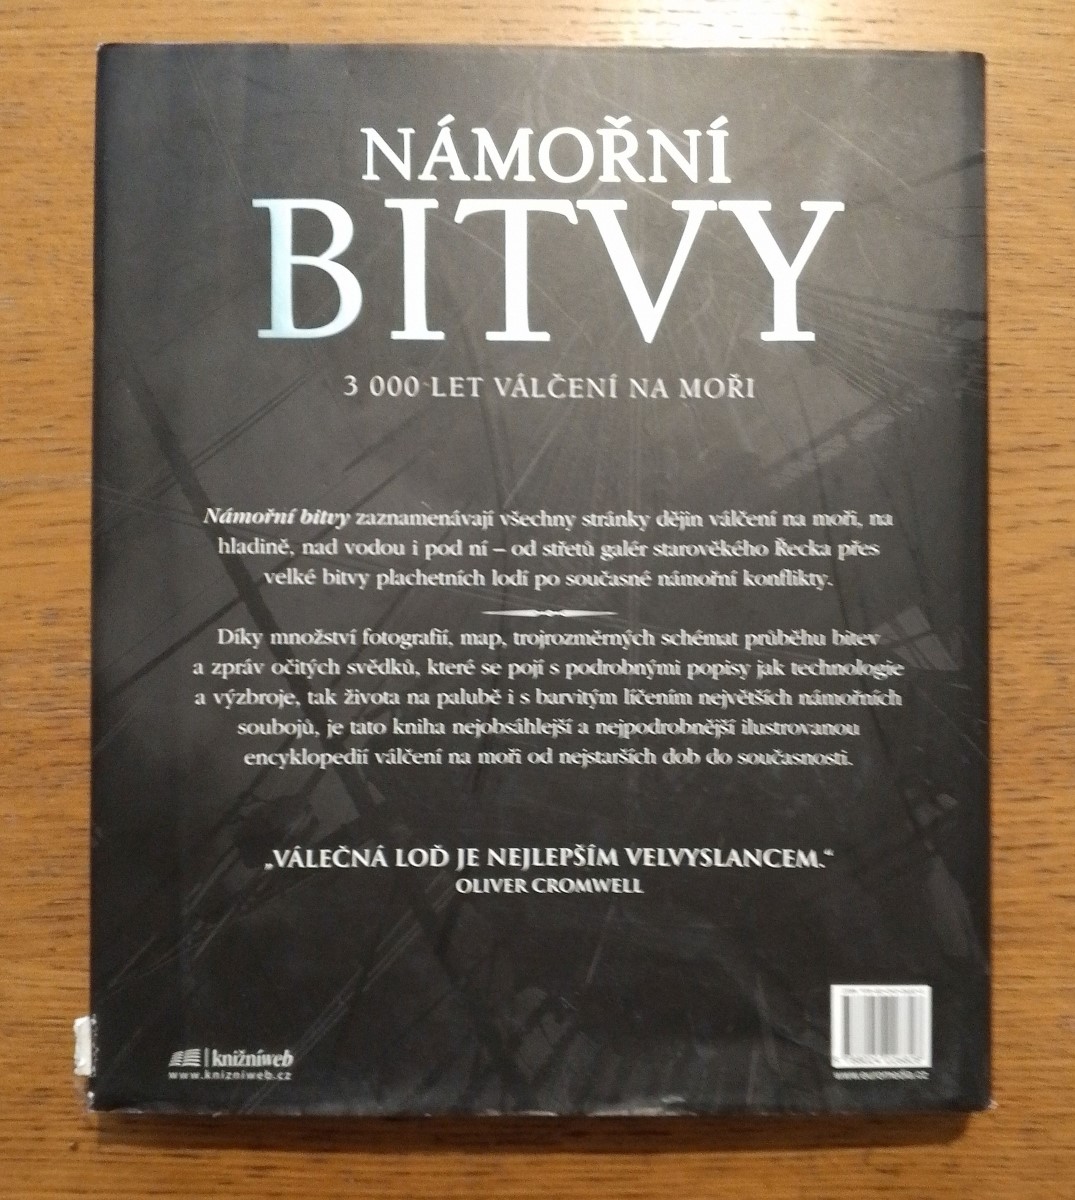 NÁMOŘNÍ
BITVY
3 000 LET VÁLČENÍ NA MOŘI
Námořní bitvy zaznamenávají všechny stránky dějin válčení na moři, na
hladině, nad vodou i pod ní – od střetů galér starověkého Řecka přes
velké bitvy plachetních lodí po současné námořní konflikty.
Díky množství fotografií, map, trojrozměrných schémat průběhu bitev
a zpráv očitých svědků, které se pojí s podrobnými popisy jak technologie
a výzbroje, tak života na palubě i s barvitým líčením největších námořních
soubojů, je tato kniha nejobsáhlejší a nejpodrobnější ilustrovanou
encyklopedií válčení na moři od nejstarších dob do současnosti.
„VÁLEČNÁ LOĎ JE NEJLEPŠÍM VELVYSLANCEM.“
OLIVER CROMWELL
knižníweb
www.knizniweb.cz
www.euromedia.cz